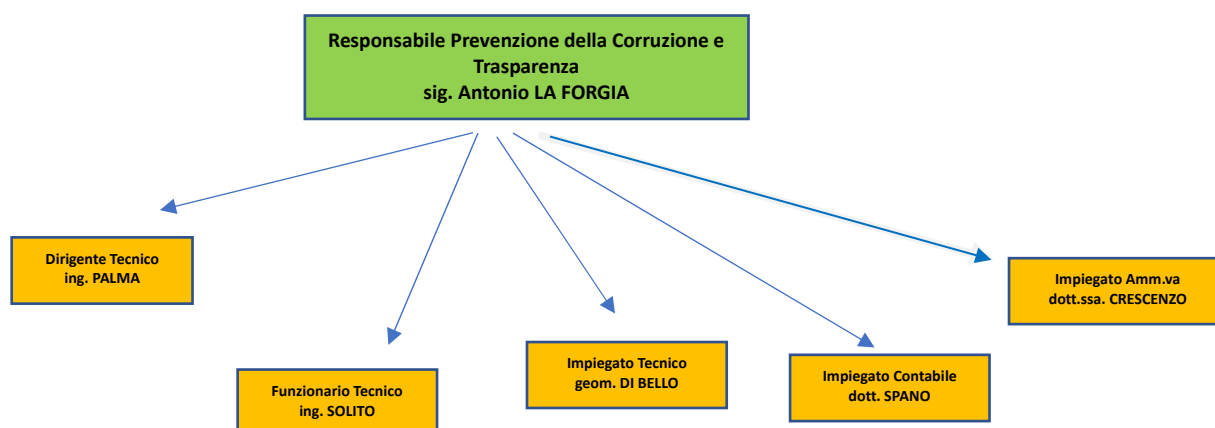 Responsabile Prevenzione della Corruzione e
Trasparenza
sig. Antonio LA FORGIA
Dirigente Tecnico
ing. PALMA
Funzionario Tecnico
ing. SOLITO
Impiegato Tecnico
geom. DI BELLO
Impiegato Contabile
dott. SPANO
Impiegato Amm.va
dott.ssa. CRESCENZO